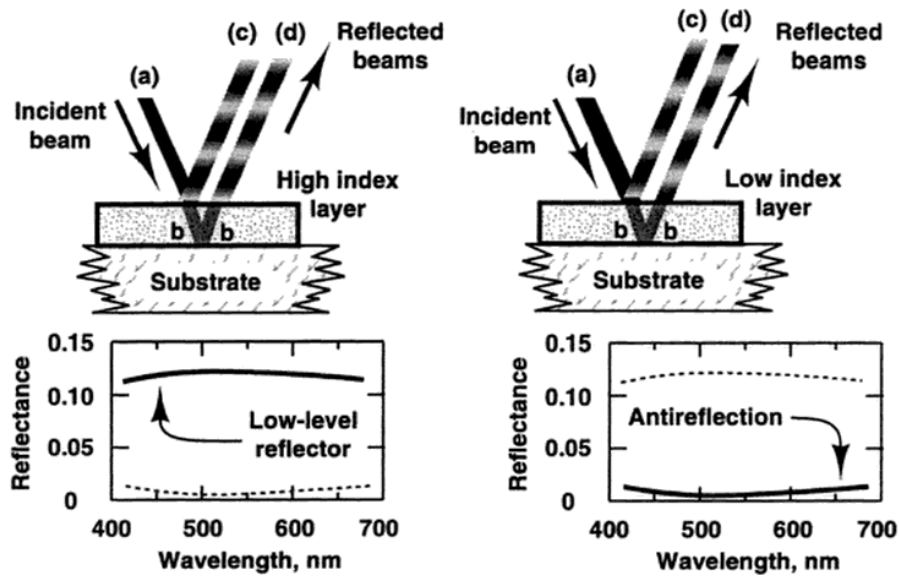 (c) (d)
Reflected
beams
(a)
Incident
beam
High index
layer
b b
Substrate
0.15
0.10
0.05
0
Reflectance
Low-level
reflector
400 500 600 700
Wavelength, nm
(c) (d)
Reflected
beams
(a)
Incident
beam
Low index
layer
b b
Substrate
0.15
0.10
0.05
0
Reflectance
Antireflection
400 500 600 700
Wavelength, nm